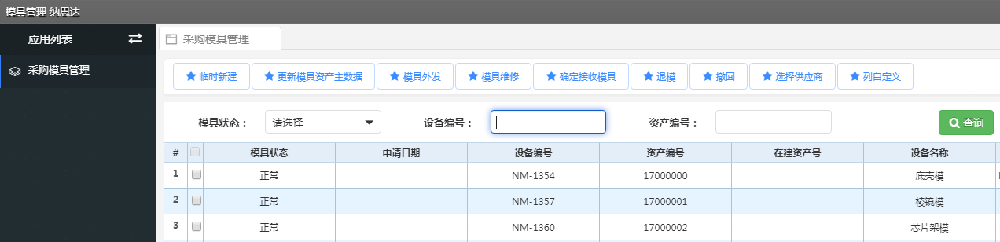 模具管理 纳思达
应用列表
采购模具管理
采购模具管理
临时新建 更新模具资产主数据 模具外发 模具维修 确定接收模具 退模 撤回 选择供应商 列自定义
模具状态： 请选择 设备编号： 资产编号： 查询
# 模具状态 申请日期 设备编号 资产编号 在建资产号 设备名称
1 正常 NM-1354 17000000 底壳模
2 正常 NM-1357 17000001 棱镜模
3 正常 NM-1360 17000002 芯片架模